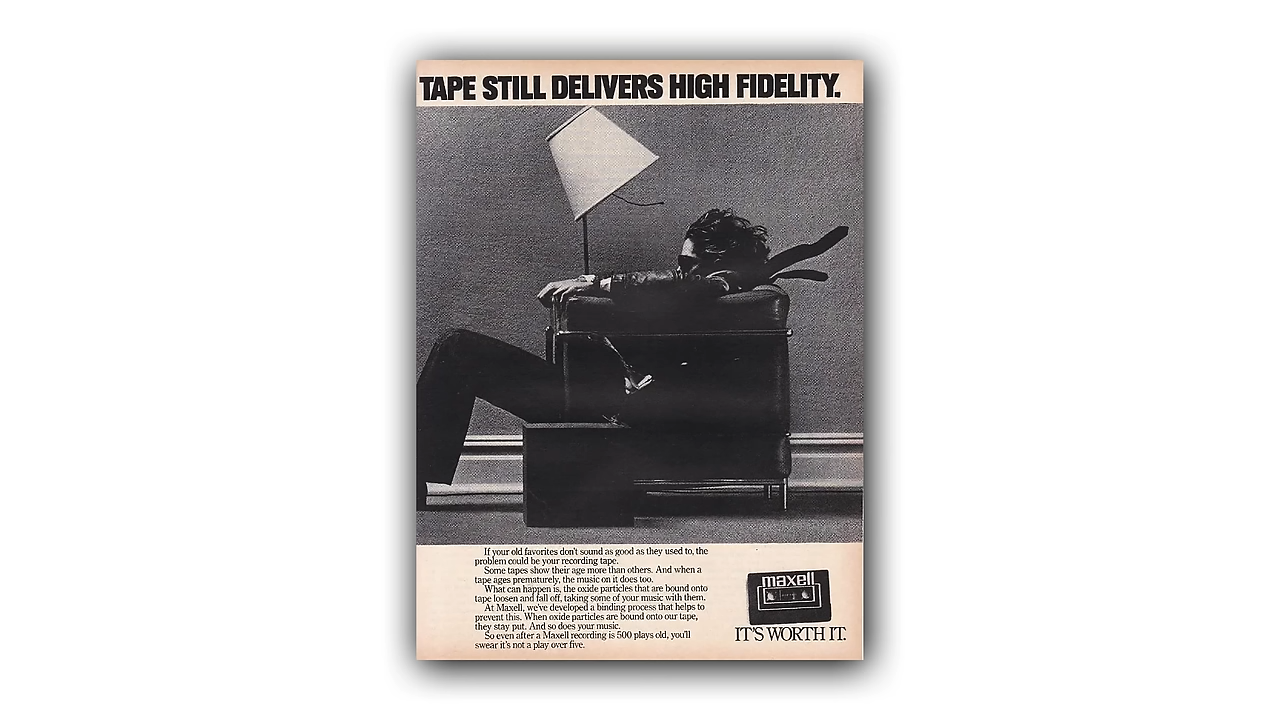 TAPE STILL DELIVERS HIGH FIDELITY.
If your old favorites don't sound as good as they used to, the
problem could be your recording tape.
Some tapes show their age more than others. And when a
tape ages prematurely, the music on it does too.
What can happen is, the oxide particles that are bound onto
tape loosen and fall off, taking some of your music with them.
At Maxell, we've developed a binding process that helps to
prevent this. When oxide particles are bound onto our tape,
they stay put. And so does your music.
So even after a Maxell recording is 500 plays old, you'll
swear it's not a play over five.
maxell
IT'S WORTH IT.